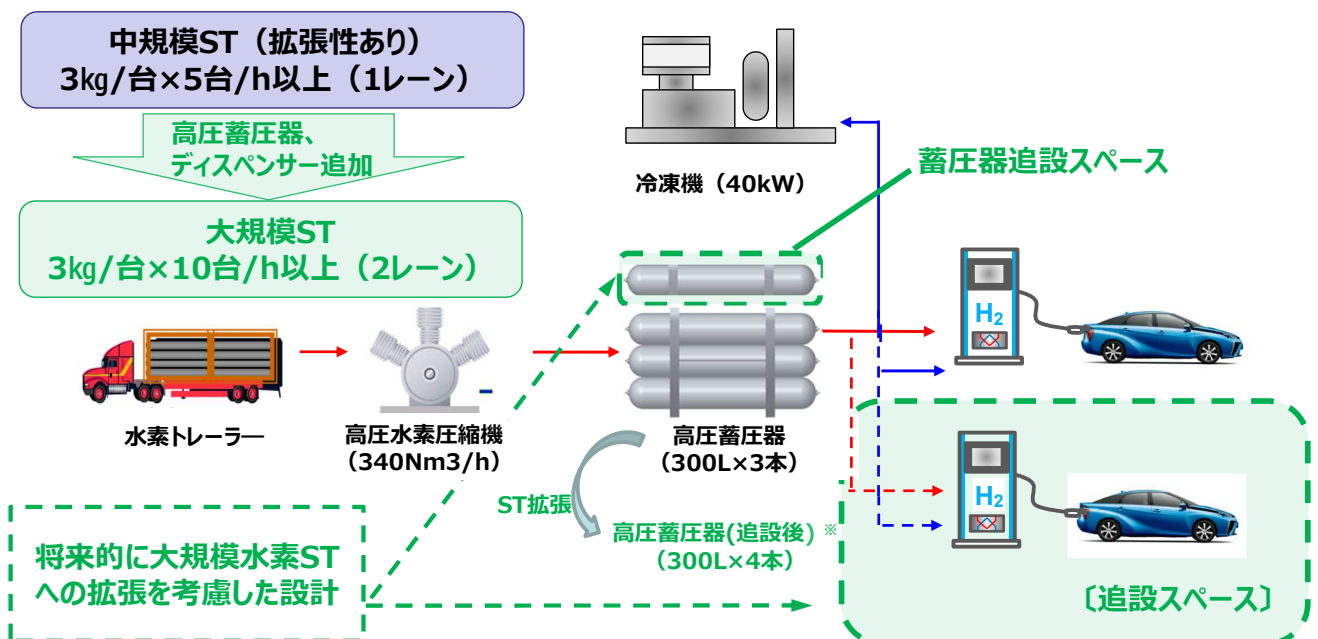 中規模ST（拡張性あり）
3㎏/台×5台/h以上（1レーン）
高圧蓄圧器、
ディスペンサー追加
大規模ST
3㎏/台×10台/h以上（2レーン）
冷凍機（40kW）
蓄圧器追設スペース
水素トレーラー
高圧水素圧縮機
（340Nm3/h）
高圧蓄圧器
（300L×3本）
H2
ST拡張
高圧蓄圧器(追設後) ※
（300L×4本）
H2
将来的に大規模水素ST
への拡張を考慮した設計
〔追設スペース〕